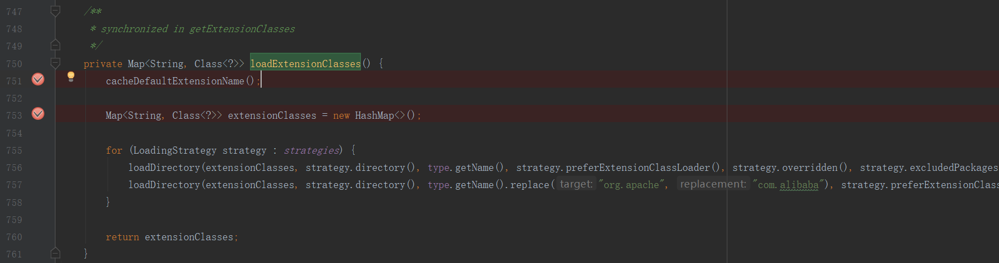 747 /**
748 * synchronized in getExtensionClasses
749 */
750 private Map<String, Class<?>> loadExtensionClasses() {
751 cacheDefaultExtensionName();
752
753 Map<String, Class<?>> extensionClasses = new HashMap<>();
754
755 for (LoadingStrategy strategy : strategies) {
756 loadDirectory(extensionClasses, strategy.directory(), type.getName(), strategy.preferExtensionClassLoader(), strategy.overridden(), strategy.excludedPackages
757 loadDirectory(extensionClasses, strategy.directory(), type.getName().replace( target: "org.apache", replacement: "com.alibaba"), strategy.preferExtensionClass
758 }
759
760 return extensionClasses;
761 }